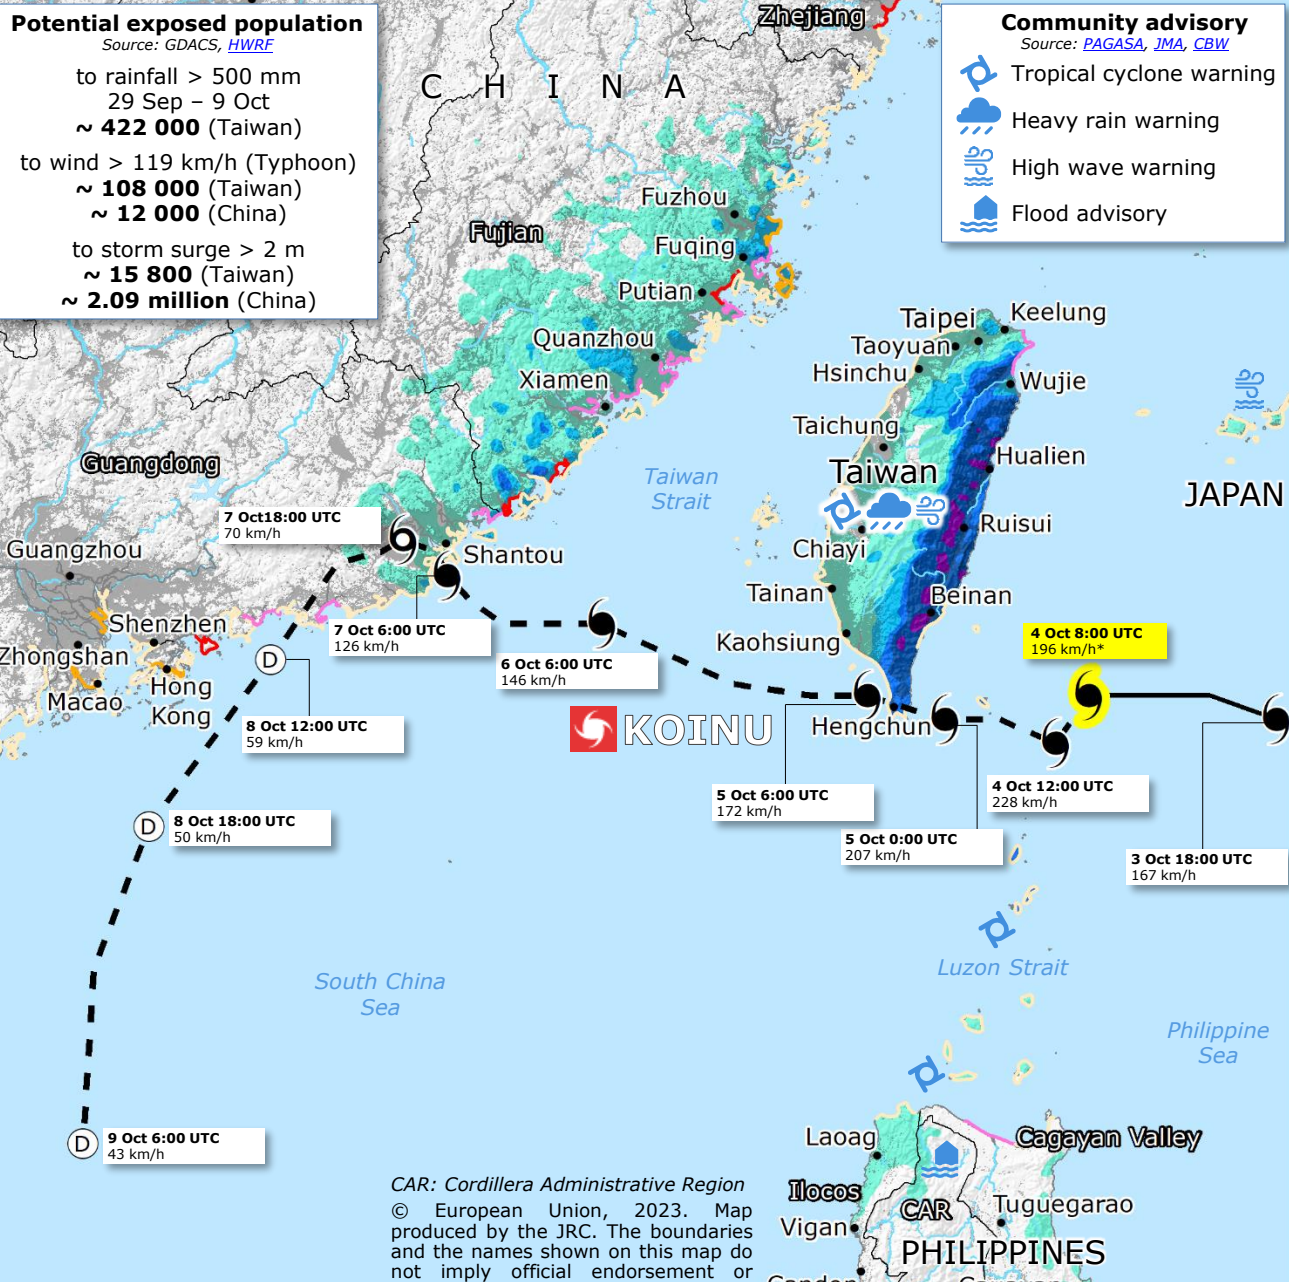 Potential exposed population
Source: GDACS, HWRF
to rainfall > 500 mm
29 Sep – 9 Oct
~ 422 000 (Taiwan)
to wind > 119 km/h (Typhoon)
~ 108 000 (Taiwan)
~ 12 000 (China)
to storm surge > 2 m
~ 15 800 (Taiwan)
~ 2.09 million (China)
Community advisory
Source: PAGASA, JMA, CBW
Tropical cyclone warning
Heavy rain warning
High wave warning
Flood advisory
Zhejiang
CHINA
Fuzhou
Fujian
Fuqing
Putian
Quanzhou
Xiamen
Guangdong
Taipei
Keelung
Taoyuan
Hsinchu
Wujie
Taichung
Hualien
Taiwan
Taiwan
Strait
JAPAN
Ruisui
Chiayi
7 Oct18:00 UTC
70 km/h
Guangzhou
Shantou
Tainan
Beinan
Shenzhen
7 Oct 6:00 UTC
126 km/h
Kaohsiung
4 Oct 8:00 UTC
196 km/h*
Zhongshan
6 Oct 6:00 UTC
146 km/h
Macao
Hong
Kong
8 Oct 12:00 UTC
59 km/h
D
KOINU
Hengchun
5 Oct 6:00 UTC
172 km/h
4 Oct 12:00 UTC
228 km/h
D
8 Oct 18:00 UTC
50 km/h
5 Oct 0:00 UTC
207 km/h
3 Oct 18:00 UTC
167 km/h
South China
Sea
Luzon Strait
Philippine
Sea
D
9 Oct 6:00 UTC
43 km/h
Laoag
Cagayan Valley
Ilocos
CAR
Tuguegarao
Vigan
PHILIPPINES
CAR: Cordillera Administrative Region
© European Union, 2023. Map
produced by the JRC. The boundaries
and the names shown on this map do
not imply official endorsement or